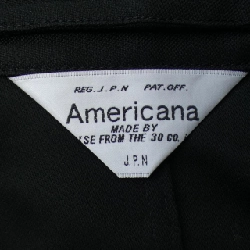 REG. J.P.N PAT. OFF.
Americana
MADE BY
FROM THE 30 CO.
J.P.N